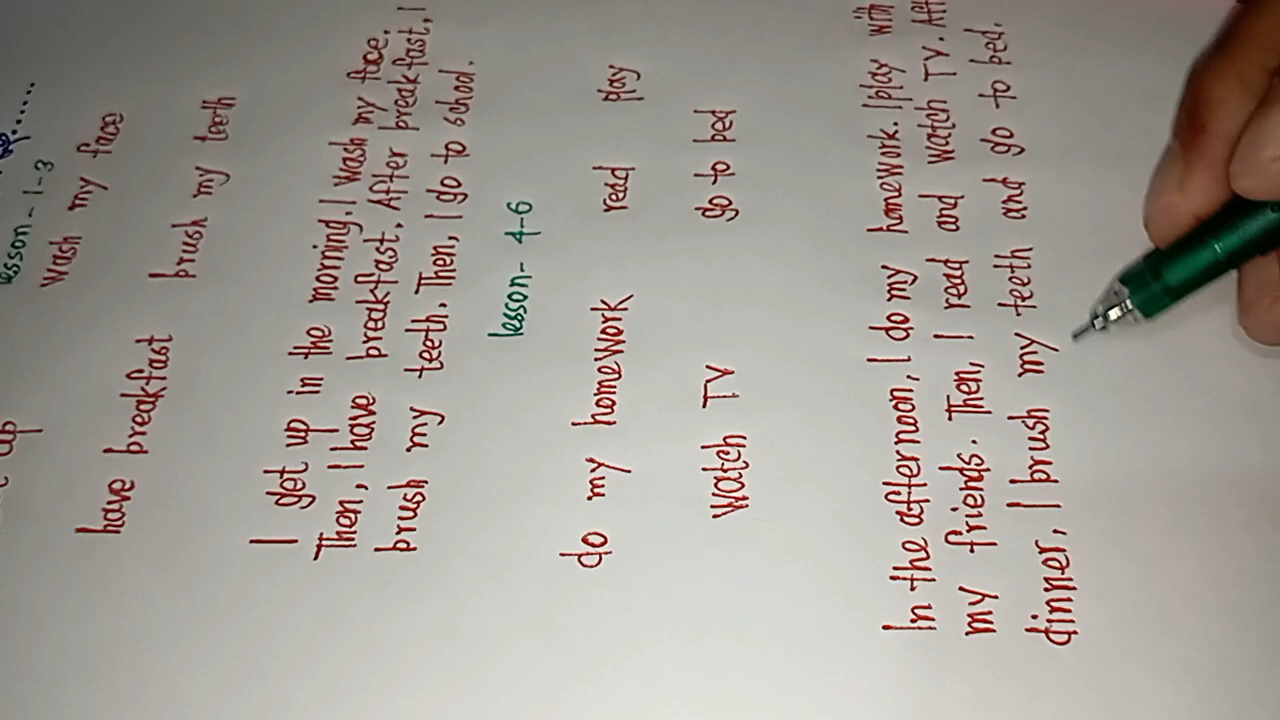 lesson - 1-3
wash my face
have breakfast brush my teeth
I get up in the morning. I wash my face.
Then, I have breakfast. After breakfast, I
brush my teeth. Then, I go to school.
lesson - 4-6
do my homework read play
watch TV go to bed
In the afternoon, I do my homework. I play with
my friends. Then, I read and watch TV.
dinner, I brush my teeth and go to bed.